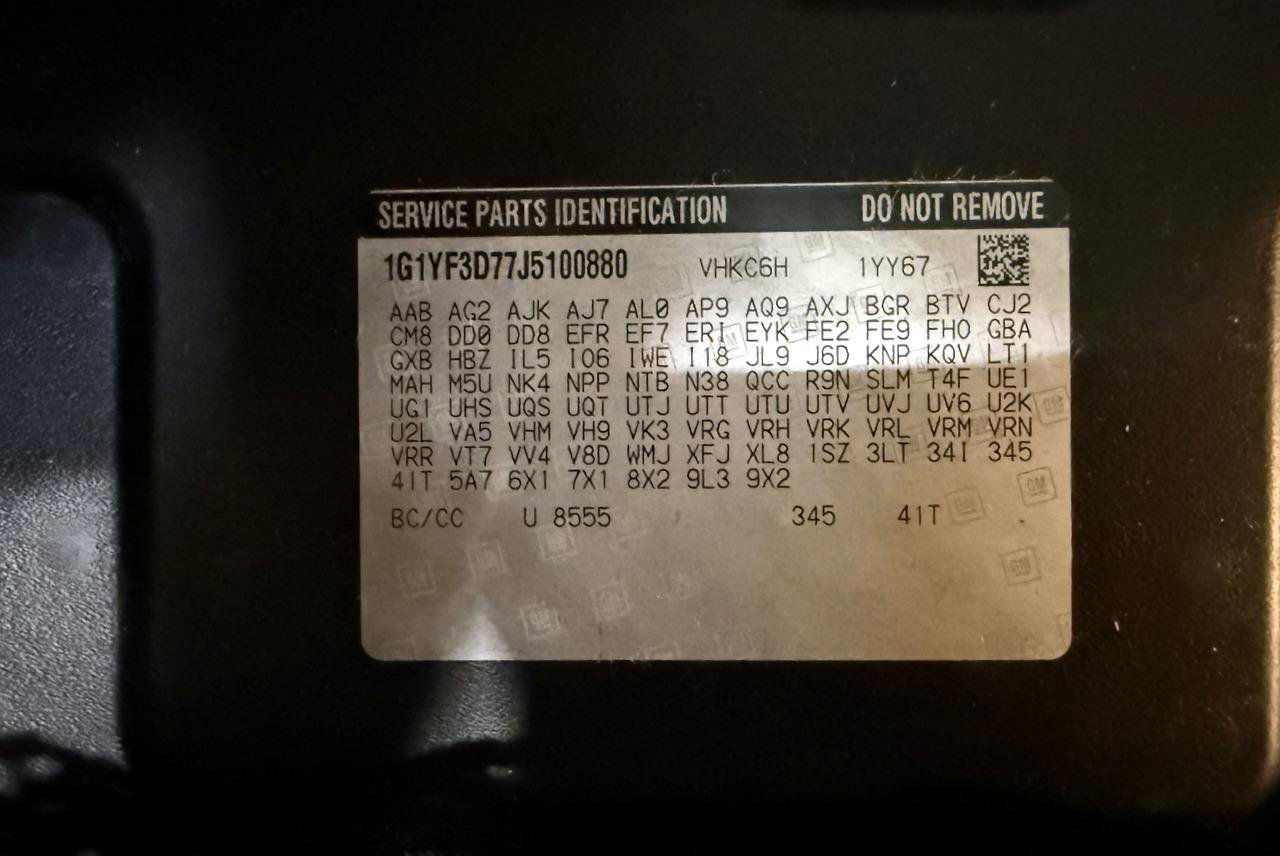 SERVICE PARTS IDENTIFICATION DO NOT REMOVE
1G1YF3D77J5100880 VHKC6H 1YY67
AAB AG2 AJK AJ7 AL0 AP9 AQ9 AXJ BGR BTV CJ2
CM8 DD0 DD8 EFR EF7 ERI EYK FE2 FE9 FHO GBA
GXB HBZ IL5 I06 IWE I18 JL9 J6D KNP KQV LT1
MAH M5U NK4 NPP NTB N38 QCC R9N SLM T4F UE1
UG1 UHS UQS UQT UTJ UTT UTU UTV UVJ UV6 U2K
U2L VA5 VHM VH9 VK3 VRG VRH VRK VRL VRM VRN
VRR VT7 VV4 V8D WMJ XFJ XL8 1SZ 3LT 34I 345
41T 5A7 6X1 7X1 8X2 9L3 9X2
BC/CC U 8555 345 41T